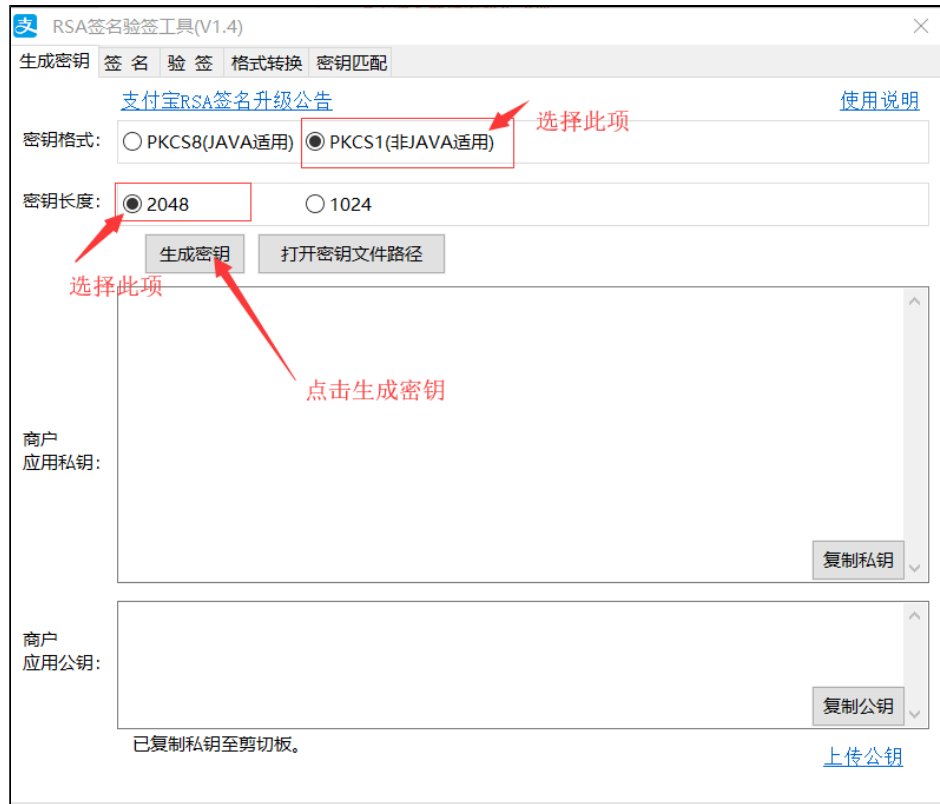 支 RSA签名验签工具(V1.4)
生成密钥 签 名 验 签 格式转换 密钥匹配
支付宝RSA签名升级公告 使用说明
选择此项
密钥格式: PKCS8(JAVA适用) PKCS1(非JAVA适用)
密钥长度: 2048 1024
生成密钥 打开密钥文件路径
选择此项
点击生成密钥
商户
应用私钥:
复制私钥
商户
应用公钥:
复制公钥
已复制私钥至剪切板。
上传公钥